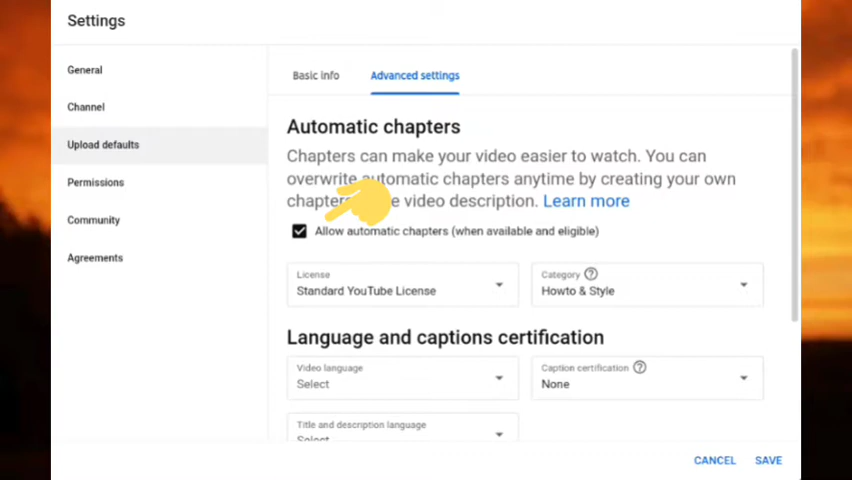 Settings
General
Channel
Upload defaults
Permissions
Community
Agreements
Basic info
Advanced settings
Automatic chapters
Chapters can make your video easier to watch. You can
overwrite automatic chapters anytime by creating your own
video description. Learn more
Allow automatic chapters (when available and eligible)
License
Standard YouTube License
Category
Howto & Style
Language and captions certification
Video language
Select
Caption certification
None
Title and description language
Select
CANCEL
SAVE